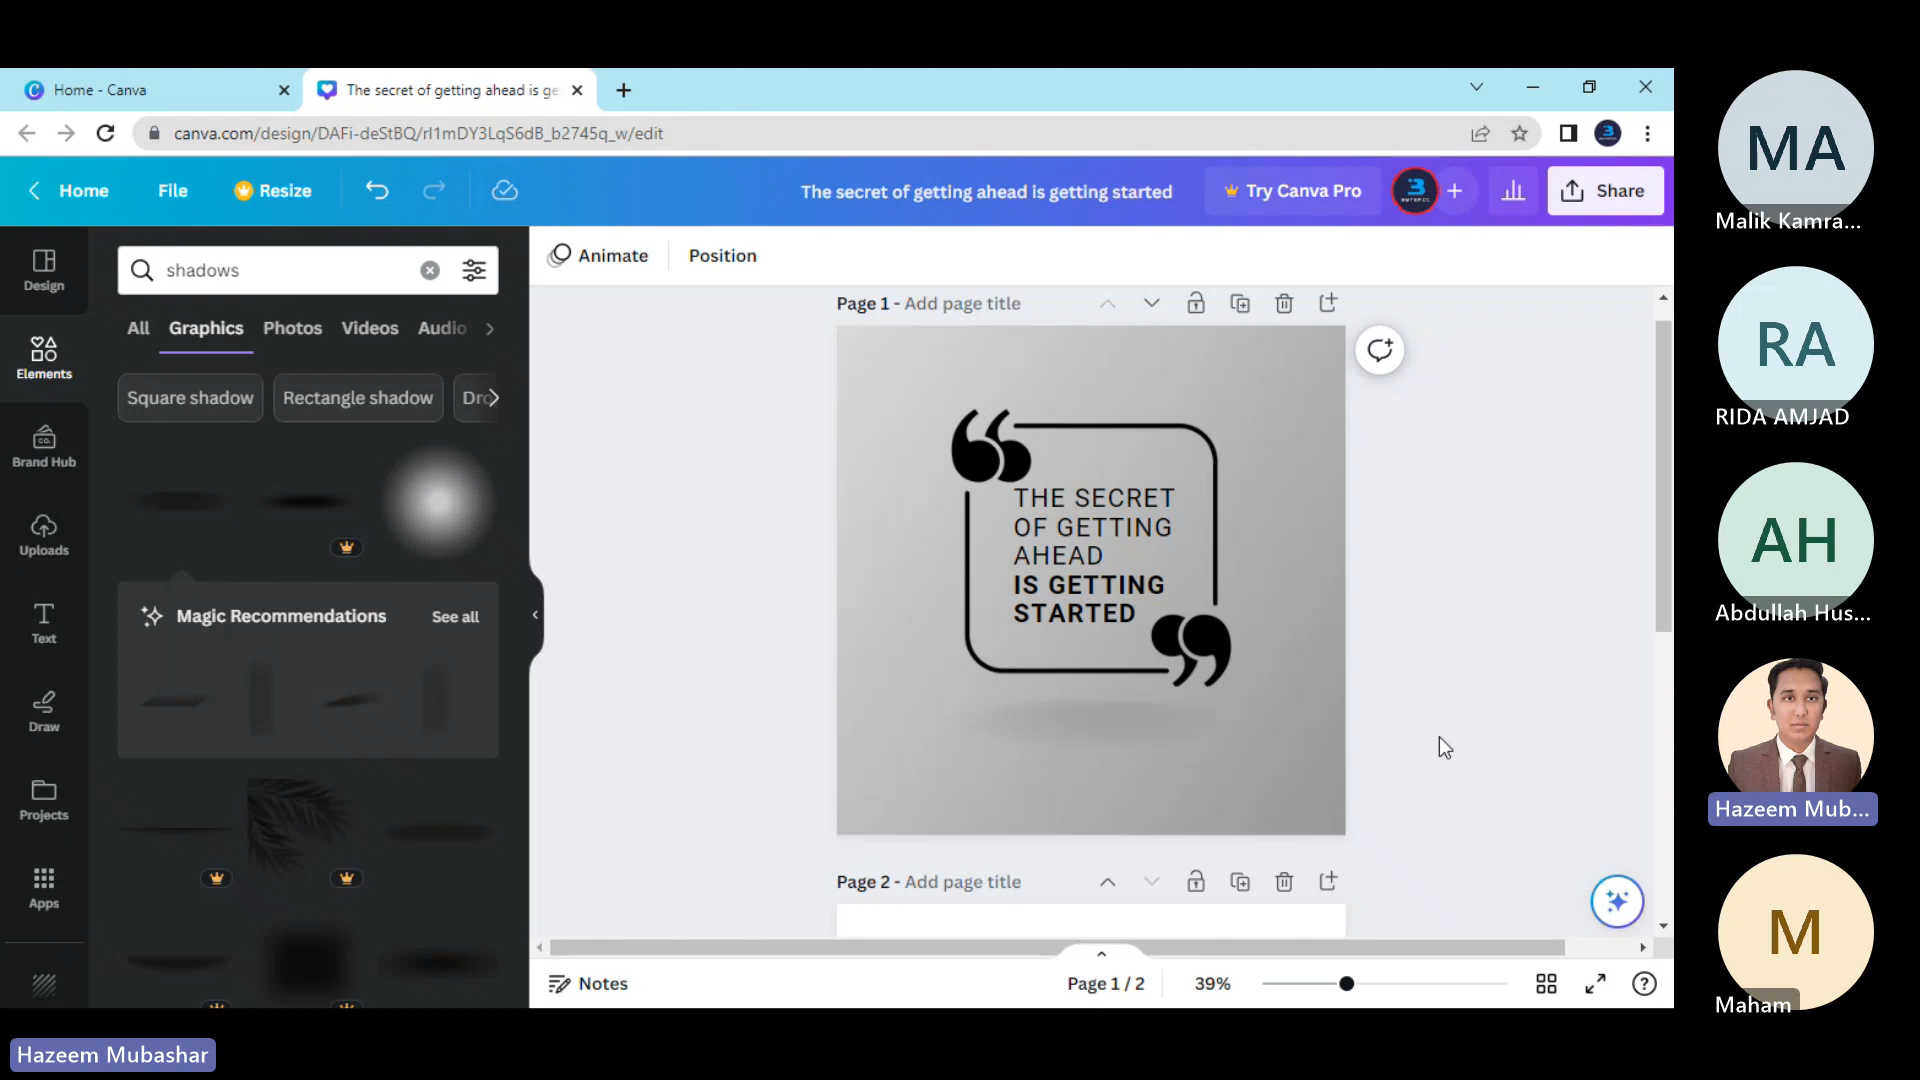 Home - Canva
The secret of getting ahead is ge
canva.com/design/DAFi-deStBQ/rl1mDY3LqS6dB_b2745q_w/edit
Home
File
Resize
The secret of getting ahead is getting started
Try Canva Pro
Share
Design
Elements
Brand Hub
Uploads
Text
Draw
Projects
Apps
CO.
shadows
All
Graphics
Photos
Videos
Audio
Square shadow
Rectangle shadow
Dro
Magic Recommendations
See all
Animate
Position
Page 1 - Add page title
THE SECRET
OF GETTING
AHEAD
IS GETTING
STARTED
Page 2 - Add page title
Notes
Page 1 / 2
39%
MA
Malik Kamra...
RA
RIDA AMJAD
AH
Abdullah Hus...
Hazeem Mub...
M
Maham
Hazeem Mubashar